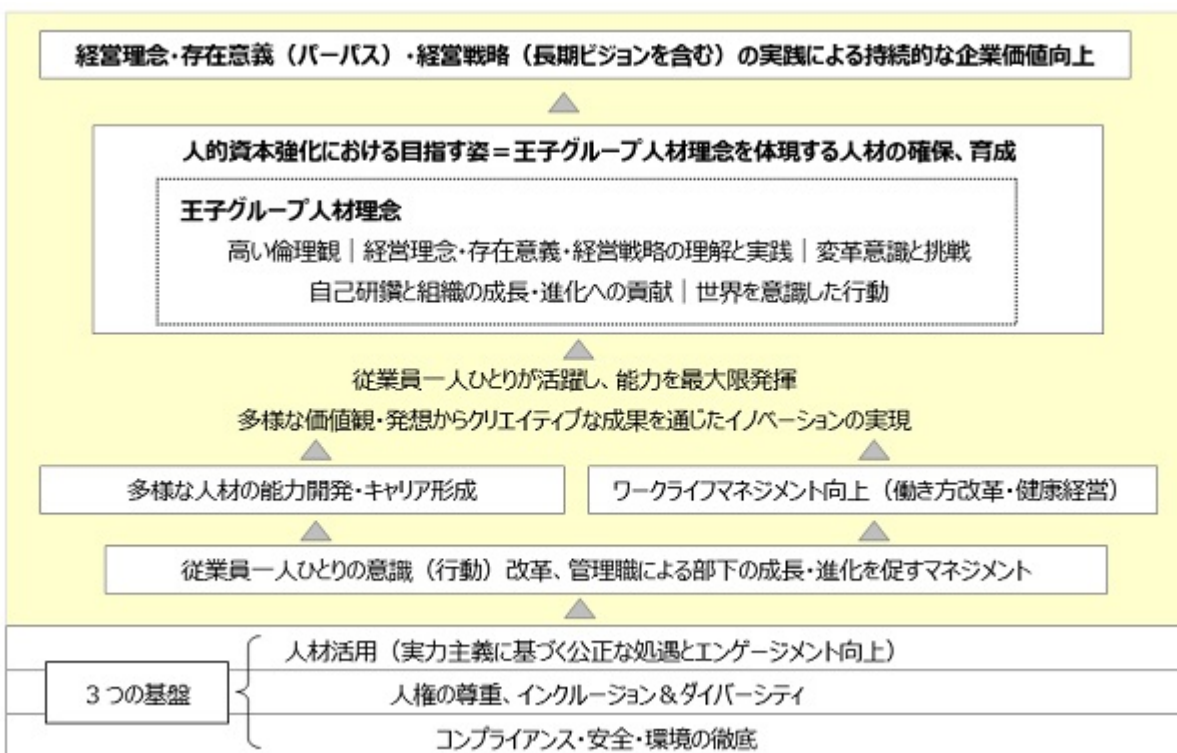 経営理念・存在意義（パーパス）・経営戦略（長期ビジョンを含む）の実践による持続的な企業価値向上
人的資本強化における目指す姿＝王子グループ人材理念を体現する人材の確保、育成
王子グループ人材理念
高い倫理観｜経営理念・存在意義・経営戦略の理解と実践｜変革意識と挑戦
自己研鑽と組織の成長・進化への貢献｜世界を意識した行動
従業員一人ひとりが活躍し、能力を最大限発揮
多様な価値観・発想からクリエイティブな成果を通じたイノベーションの実現
多様な人材の能力開発・キャリア形成
ワークライフマネジメント向上（働き方改革・健康経営）
従業員一人ひとりの意識（行動）改革、管理職による部下の成長・進化を促すマネジメント
３つの基盤
人材活用（実力主義に基づく公正な処遇とエンゲージメント向上）
人権の尊重、インクルージョン＆ダイバーシティ
コンプライアンス・安全・環境の徹底